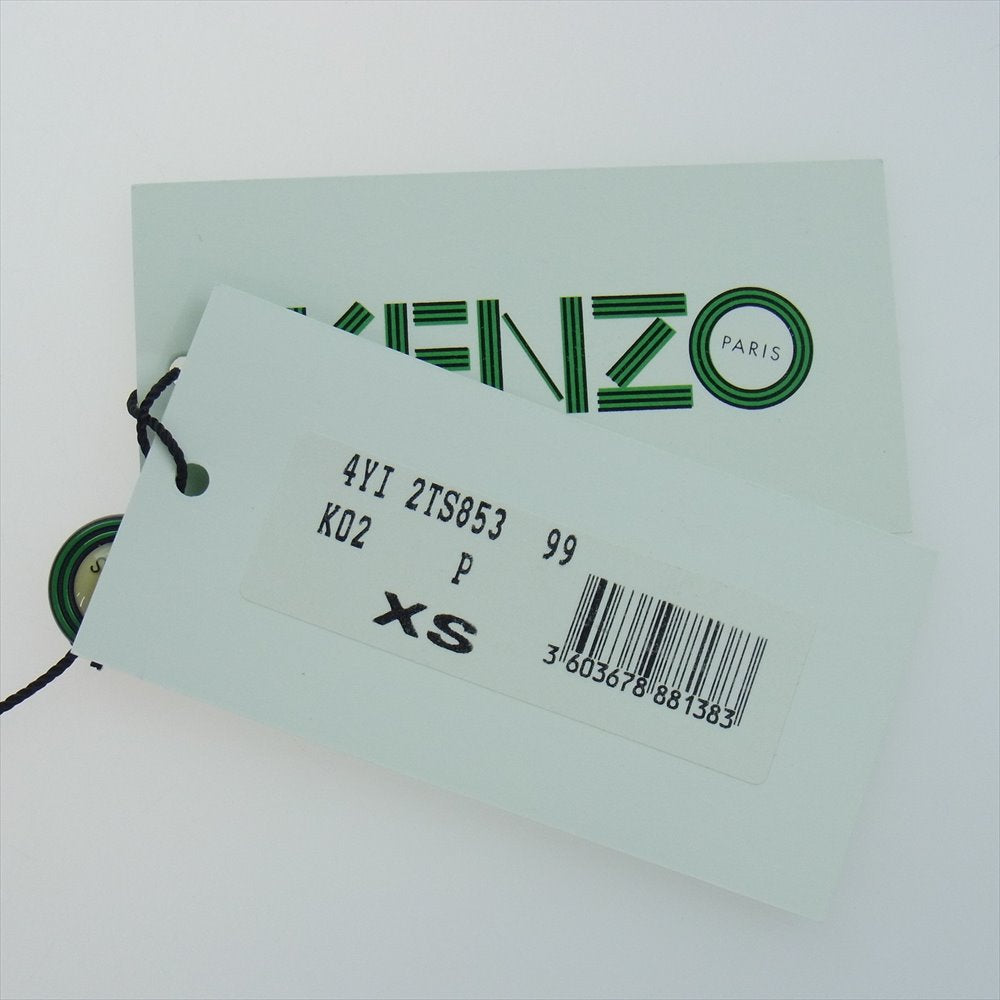 KENZO
PARIS
4YI 2TS853 99
K02 P
XS
3 603678 881383